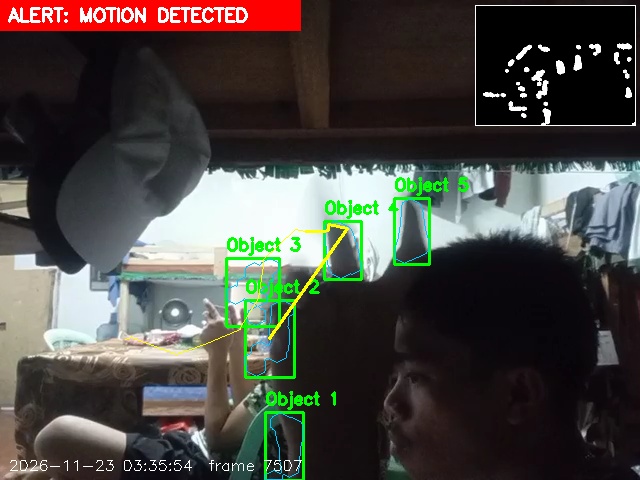 ALERT: MOTION DETECTED
Object 5
Object 4
Object 3
Object 2
Object 1
2026-11-23 03:35:54 frame 7507